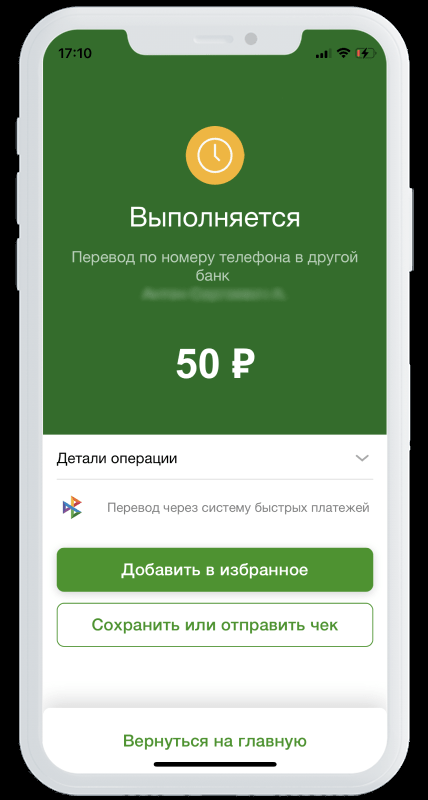 17:10
Выполняется
Перевод по номеру телефона в другой
банк
50 ₽
Детали операции
Перевод через систему быстрых платежей
Добавить в избранное
Сохранить или отправить чек
Вернуться на главную